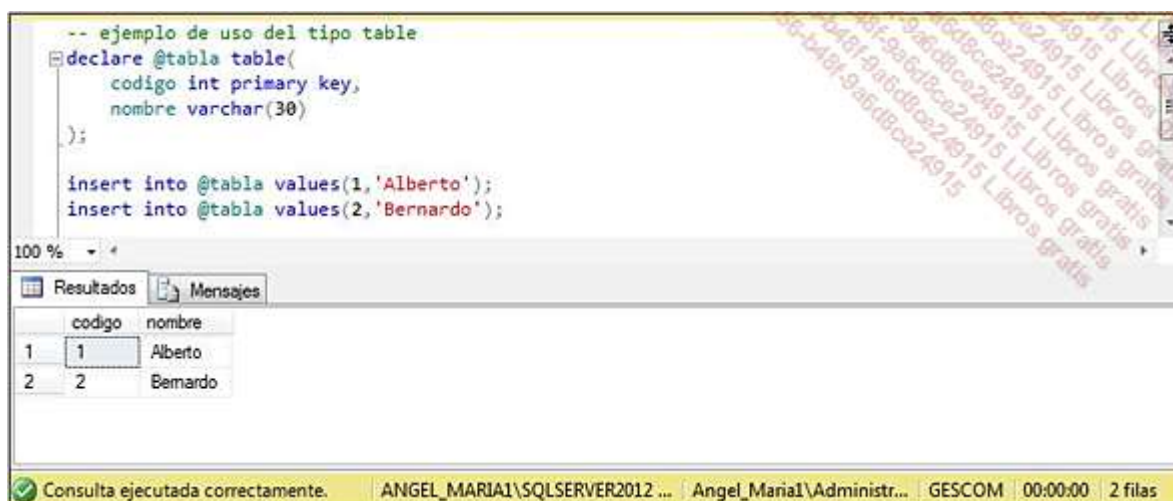 -- ejemplo de uso del tipo table
declare @tabla table(
codigo int primary key,
nombre varchar(30)
);
insert into @tabla values(1,'Alberto');
insert into @tabla values(2,'Bernardo');
100 %
Resultados Mensajes
codigo nombre
1 1 Alberto
2 2 Bernardo
Consulta ejecutada correctamente. ANGEL_MARIA1\SQLSERVER2012 ... Angel_Maria1\Administr... GESCOM 00:00:00 2 filas